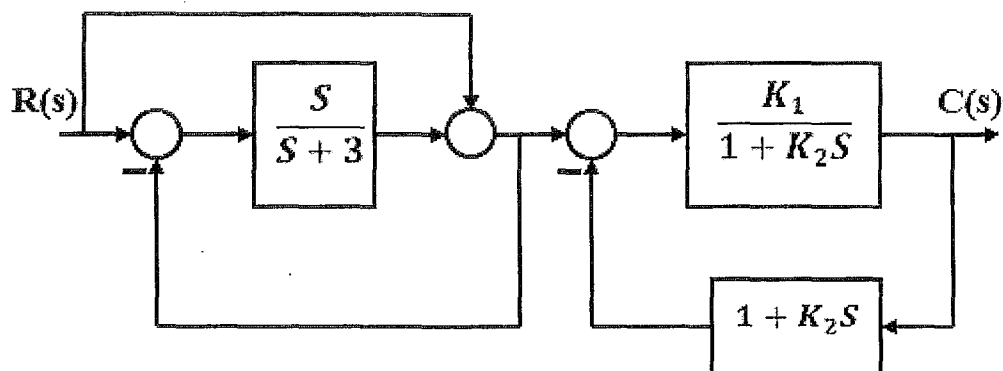 R(s)
S
S + 3
K₁
1 + K₂S
C(s)
1 + K₂S